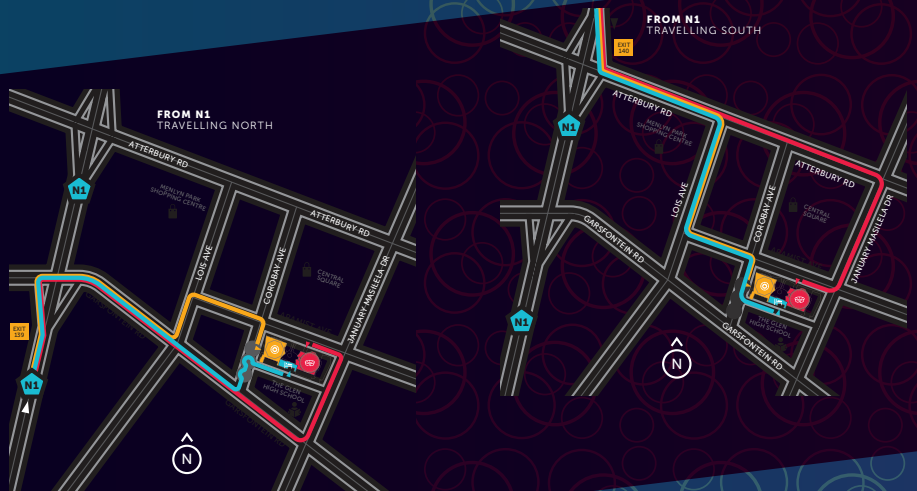 FROM N1
TRAVELLING NORTH
ATTERBURY RD
N1
MENLYN PARK
SHOPPING CENTRE
LOIS AVE
COROBAY AVE
ATTERBURY RD
CENTRAL
SQUARE
JANUARY MASILELA DR
EXIT
139
N1
THE GLEN
HIGH SCHOOL
N
FROM N1
TRAVELLING SOUTH
EXIT
140
ATTERBURY RD
N1
MENLYN PARK
SHOPPING CENTRE
LOIS AVE
COROBAY AVE
ATTERBURY RD
CENTRAL
SQUARE
JANUARY MASILELA DR
GARSFONTEIN RD
N1
THE GLEN
HIGH SCHOOL
GARSFONTEIN RD
N